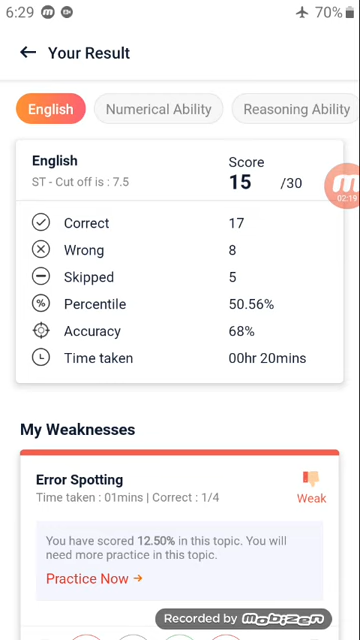 6:29 70%
Your Result
English Numerical Ability Reasoning Ability
English Score
ST - Cut off is : 7.5 15 /30
02:19
Correct 17
Wrong 8
Skipped 5
Percentile 50.56%
Accuracy 68%
Time taken 00hr 20mins
My Weaknesses
Error Spotting
Time taken : 01mins | Correct : 1/4 Weak
You have scored 12.50% in this topic. You will
need more practice in this topic.
Practice Now →
Recorded by mobizen